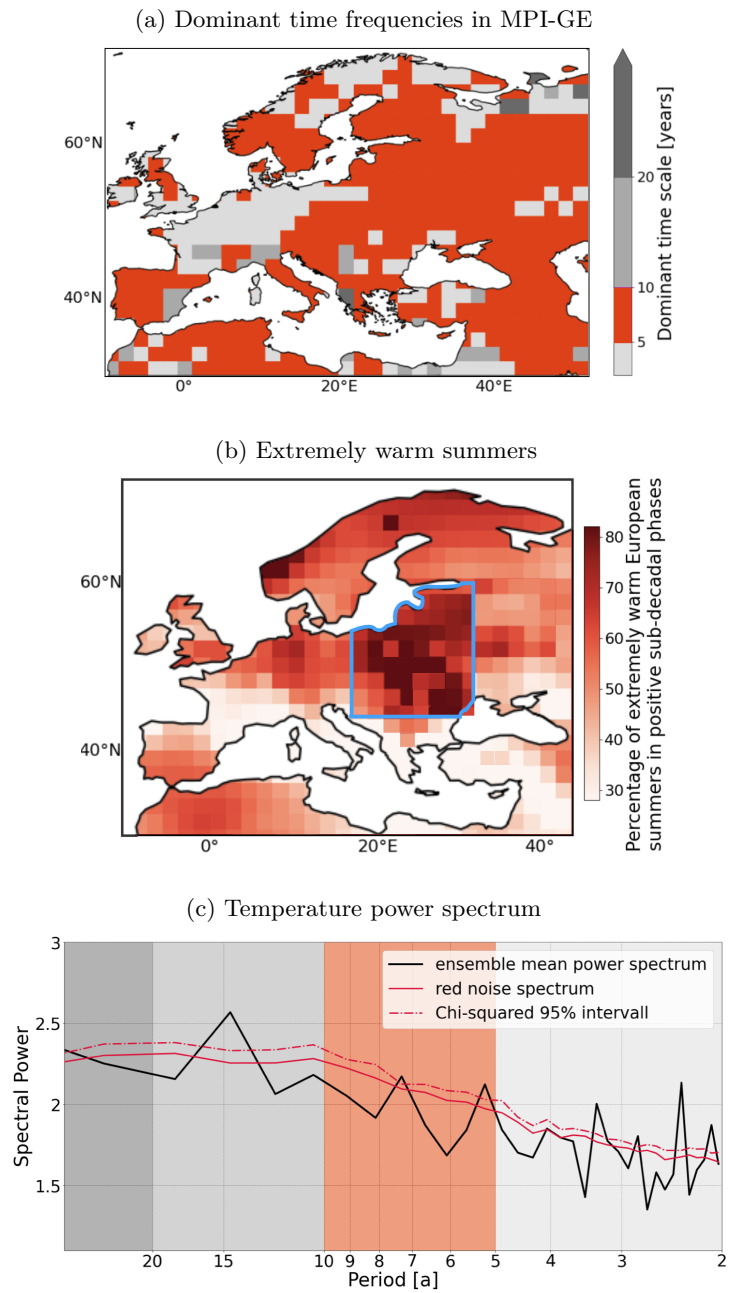 (a) Dominant time frequencies in MPI-GE
60°N
40°N
0°
20°E
40°E
20
10
5
Dominant time scale [years]
(b) Extremely warm summers
60°N
40°N
0°
20°E
40°
80
70
60
50
40
30
Percentage of extremely warm European
summers in positive sub-decadal phases
(c) Temperature power spectrum
3
2.5
2
1.5
Spectral Power
ensemble mean power spectrum
red noise spectrum
Chi-squared 95% intervall
20
15
10
9
8
7
6
5
4
3
2
Period [a]